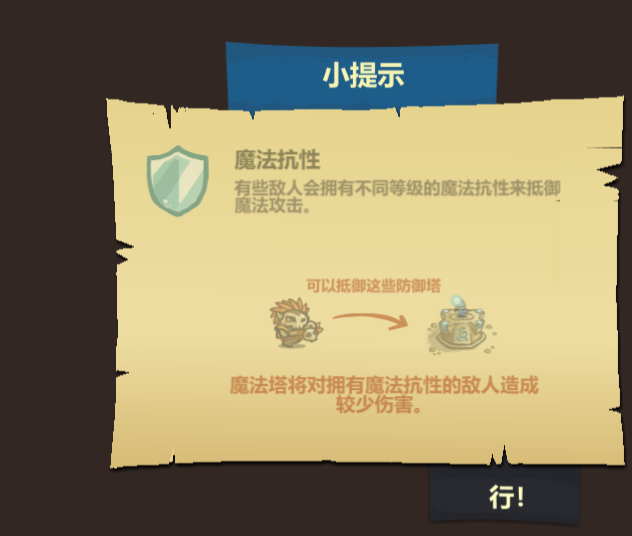 小提示
魔法抗性
有些敌人会拥有不同等级的魔法抗性来抵御
魔法攻击。
可以抵御这些防御塔
魔法塔将对拥有魔法抗性的敌人造成
较少伤害。
行!